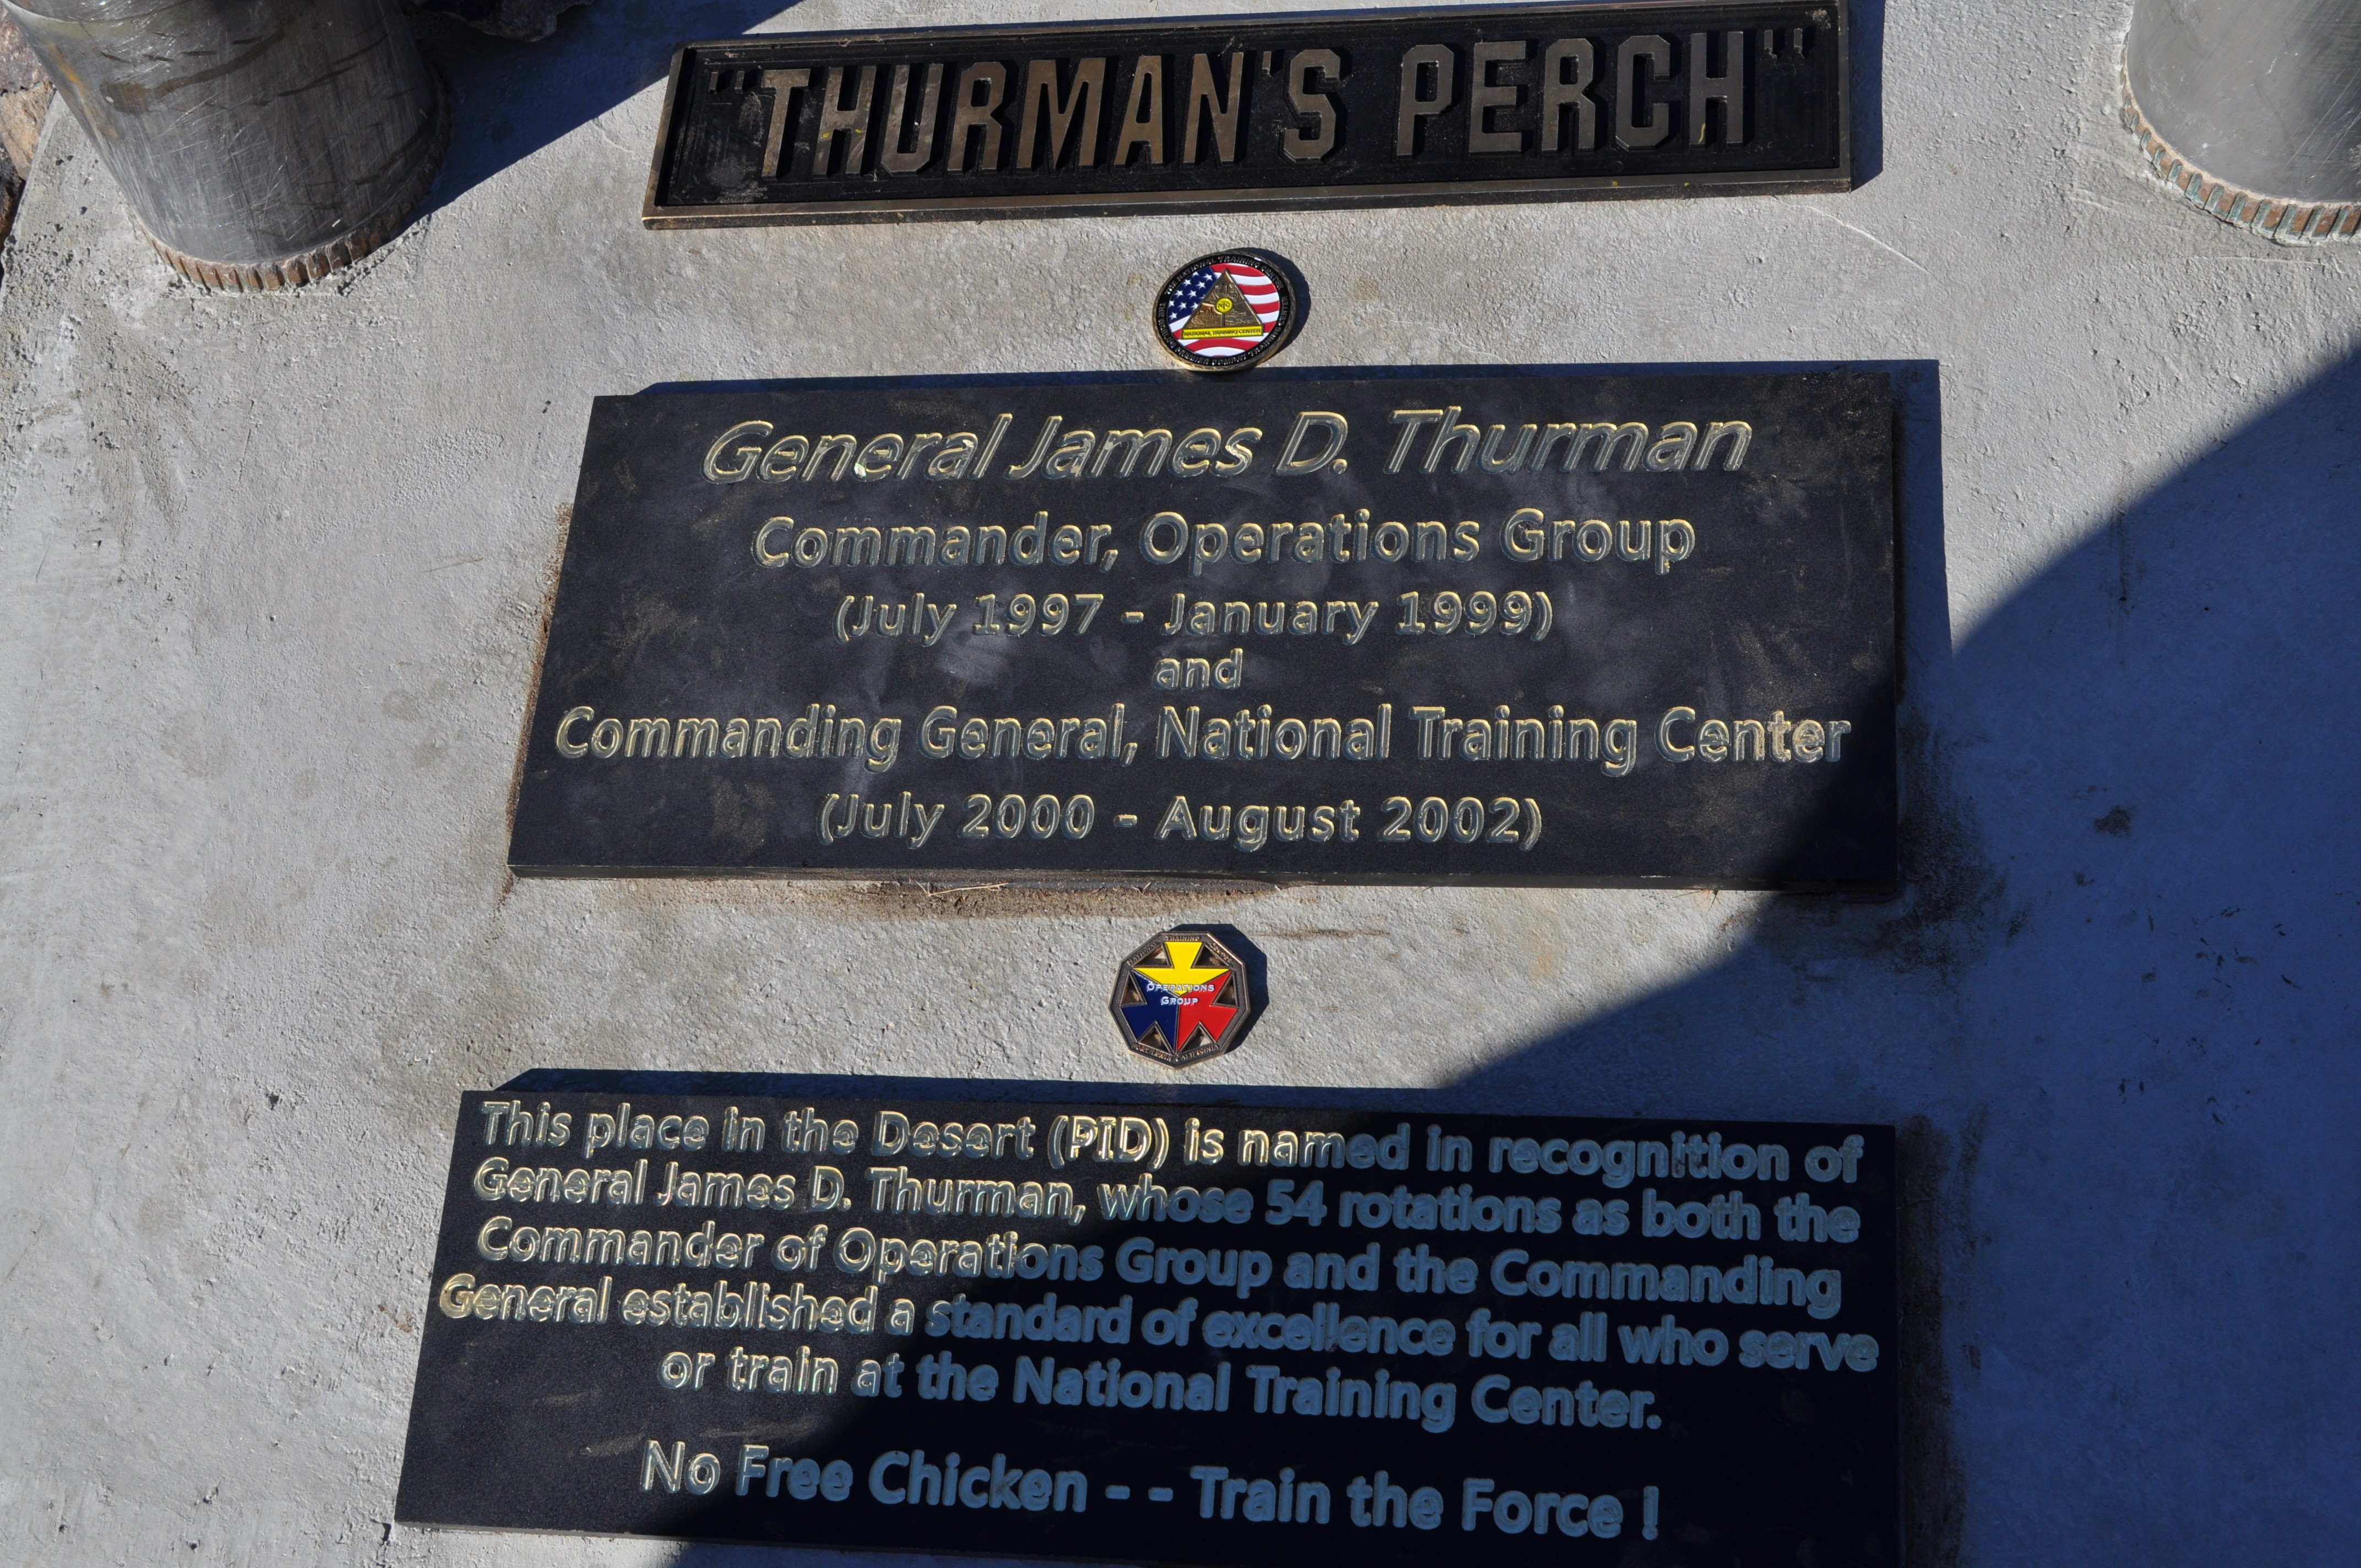 "THURMAN'S PERCH"
NATIONAL TRAINING CENTER
General James D. Thurman
Commander, Operations Group
(July 1997 - January 1999)
and
Commanding General, National Training Center
(July 2000 - August 2002)
OPERATIONS
GROUP
This place in the Desert (PID) is named in recognition of
General James D. Thurman, whose 54 rotations as both the
Commander of Operations Group and the Commanding
General established a standard of excellence for all who serve
or train at the National Training Center.
No Free Chicken - - Train the Force !